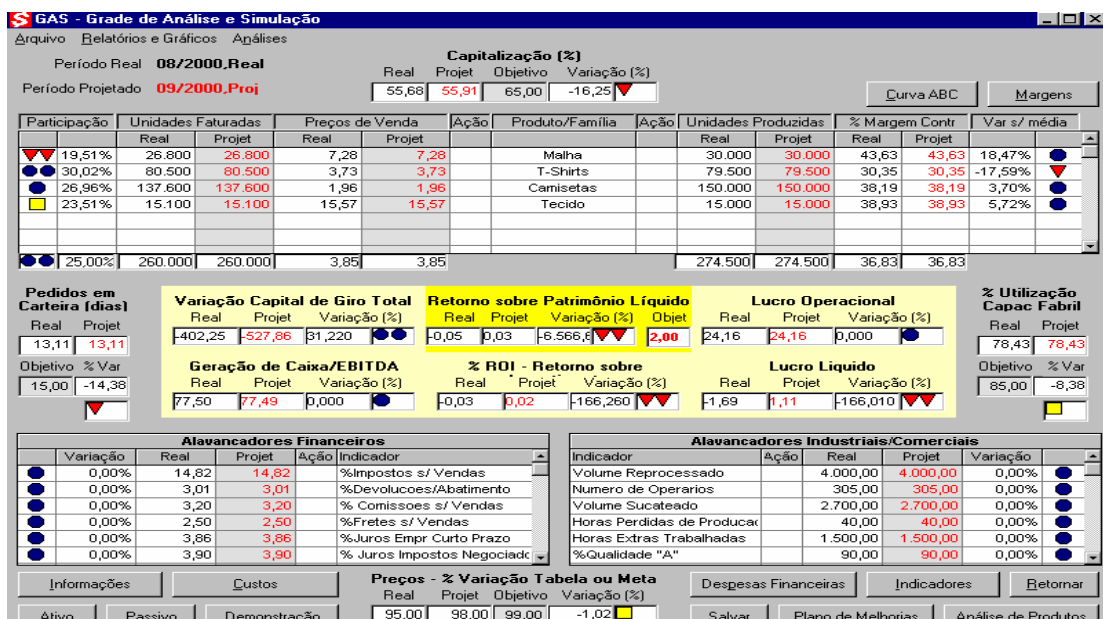 GAS - Grade de Análise e Simulação
Arquivo Relatórios e Gráficos Análises
Capitalização (%)
Período Real 08/2000,Real
Real Projet Objetivo Variação (%)
Período Projetado 09/2000,Proj
55,68 55,91 65,00 -16,25
Curva ABC Margens
Participação Unidades Faturadas Preços de Venda Ação Produto/Família Ação Unidades Produzidas % Margem Contr Var s/ média
Real Projet Real Projet Real Projet Real Projet
19,51% 26.800 26.800 7,28 7,28 Malha 30.000 30.000 43,63 43,63 18,47%
30,02% 80.500 80.500 3,73 3,73 T-Shirts 79.500 79.500 30,35 30,35 -17,59%
26,96% 137.600 137.600 1,96 1,96 Camisetas 150.000 150.000 38,19 38,19 3,70%
23,51% 15.100 15.100 15,57 15,57 Tecido 15.000 15.000 38,93 38,93 5,72%
25,00% 260.000 260.000 3,85 3,85 274.500 274.500 36,83 36,83
Pedidos em
Carteira (dias)
Real Projet
13,11 13,11
Objetivo % Var
15,00 -14,38
Variação Capital de Giro Total
Real Projet Variação (%)
-402,25 -527,86 31,220
Retorno sobre Patrimônio Líquido
Real Projet Variação (%) Objet
-0,05 0,03 -6.566,6 2,00
Lucro Operacional
Real Projet Variação (%)
24,16 24,16 0,000
Geração de Caixa/EBITDA
Real Projet Variação (%)
77,50 77,49 0,000
% ROI - Retorno sobre
Real Projet Variação (%)
-0,03 0,02 -166,260
Lucro Liquido
Real Projet Variação (%)
-1,69 1,11 -166,010
% Utilização
Capac Fabril
Real Projet
78,43 78,43
Objetivo % Var
85,00 -8,38
Alavancadores Financeiros
Variação Real Projet Ação Indicador
0,00% 14,82 14,82 %Impostos s/ Vendas
0,00% 3,01 3,01 %Devolucoes/Abatimento
0,00% 3,20 3,20 % Comissoes s/ Vendas
0,00% 2,50 2,50 %Fretes s/ Vendas
0,00% 3,86 3,86 %Juros Empr Curto Prazo
0,00% 3,90 3,90 % Juros Impostos Negociadc
Alavancadores Industriais/Comerciais
Indicador Ação Real Projet Variação
Volume Reprocessado 4.000,00 4.000,00 0,00%
Numero de Operarios 305,00 305,00 0,00%
Volume Sucateado 2.700,00 2.700,00 0,00%
Horas Perdidas de Producac 40,00 40,00 0,00%
Horas Extras Trabalhadas 1.500,00 1.500,00 0,00%
%Qualidade "A" 90,00 90,00 0,00%
Informações Custos
Preços - % Variação Tabela ou Meta
Real Projet Objetivo Variação (%)
95,00 98,00 99,00 -1,02
Despesas Financeiras Indicadores Retornar
Ativo Passivo Demonstração Salvar Plano de Melhorias Análise de Produtos